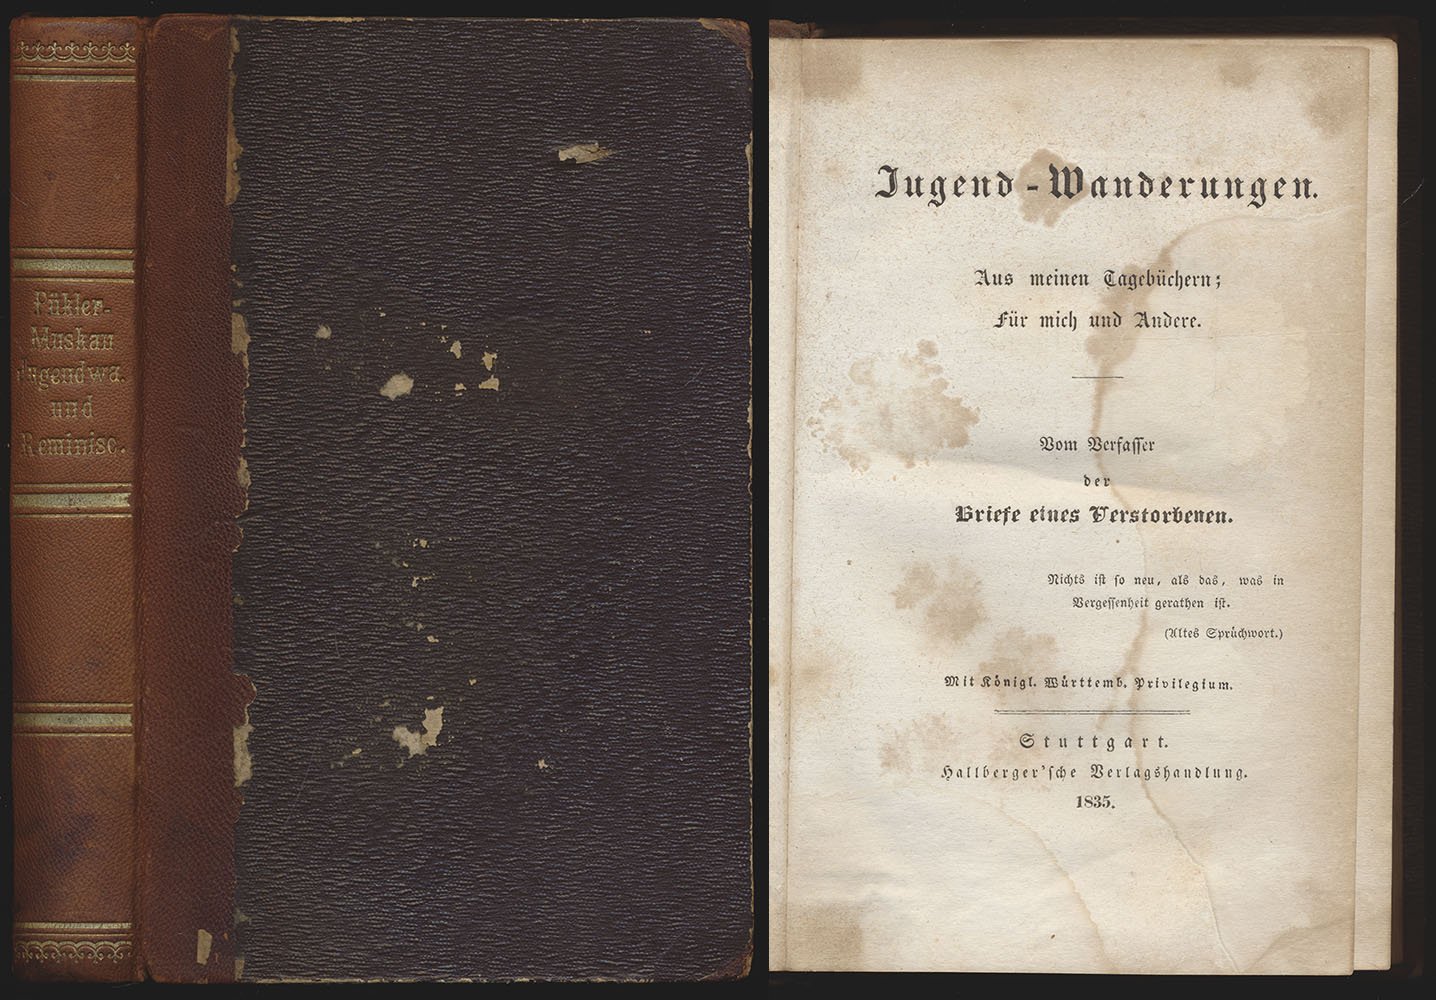 Pükler-
Muskau
Jugendwa.
und
Reminisc.
Jugend-Wanderungen.
Aus meinen Tagebüchern;
Für mich und Andere.
Vom Verfasser
der
Briefe eines Verstorbenen.
Nichts ist so neu, als das, was in
Vergessenheit gerathen ist.
(Altes Sprüchwort.)
Mit Königl. Württemb. Privilegium.
Stuttgart.
Hallberger'sche Verlagshandlung.
1835.